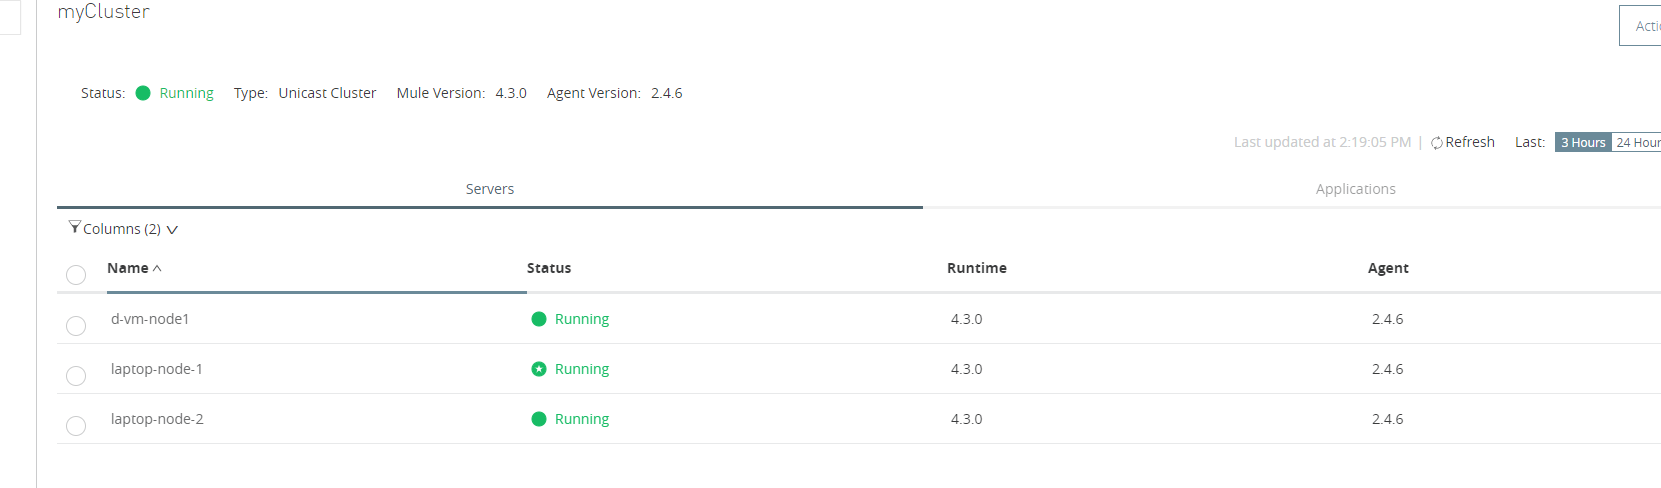 myCluster
Acti
Status: Running Type: Unicast Cluster Mule Version: 4.3.0 Agent Version: 2.4.6
Last updated at 2:19:05 PM | Refresh Last: 3 Hours 24 Hour
Servers Applications
Columns (2)
Name Status Runtime Agent
d-vm-node1 Running 4.3.0 2.4.6
laptop-node-1 Running 4.3.0 2.4.6
laptop-node-2 Running 4.3.0 2.4.6